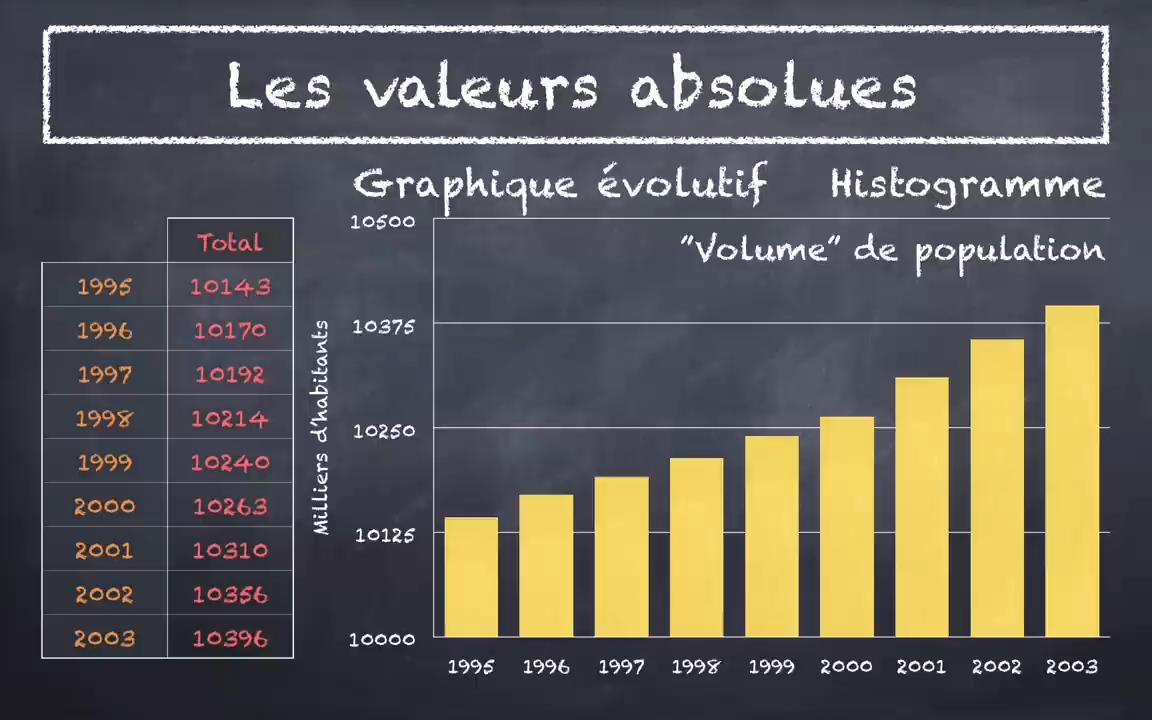 Les valeurs absolues
Graphique évolutif Histogramme
"Volume" de population
Total
1995 10143
1996 10170
1997 10192
1998 10214
1999 10240
2000 10263
2001 10310
2002 10356
2003 10396
Milliers d'habitants
10500
10375
10250
10125
10000
1995 1996 1997 1998 1999 2000 2001 2002 2003